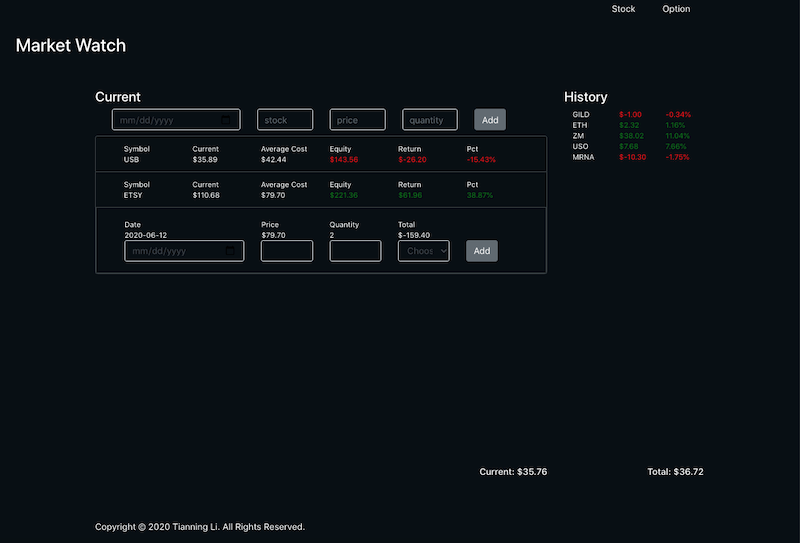 Stock Option
Market Watch
Current
mm/dd/yyyy stock price quantity Add
Symbol Current Average Cost Equity Return Pct
USB $35.89 $42.44 $143.56 $-26.20 -15.43%
Symbol Current Average Cost Equity Return Pct
ETSY $110.68 $79.70 $221.36 $61.96 38.87%
Date Price Quantity Total
2020-06-12 $79.70 2 $-159.40
mm/dd/yyyy Choos Add
History
GILD $-1.00 -0.34%
ETH $2.32 1.16%
ZM $38.02 11.04%
USO $7.68 7.66%
MRNA $-10.30 -1.75%
Current: $35.76 Total: $36.72
Copyright © 2020 Tianning Li. All Rights Reserved.